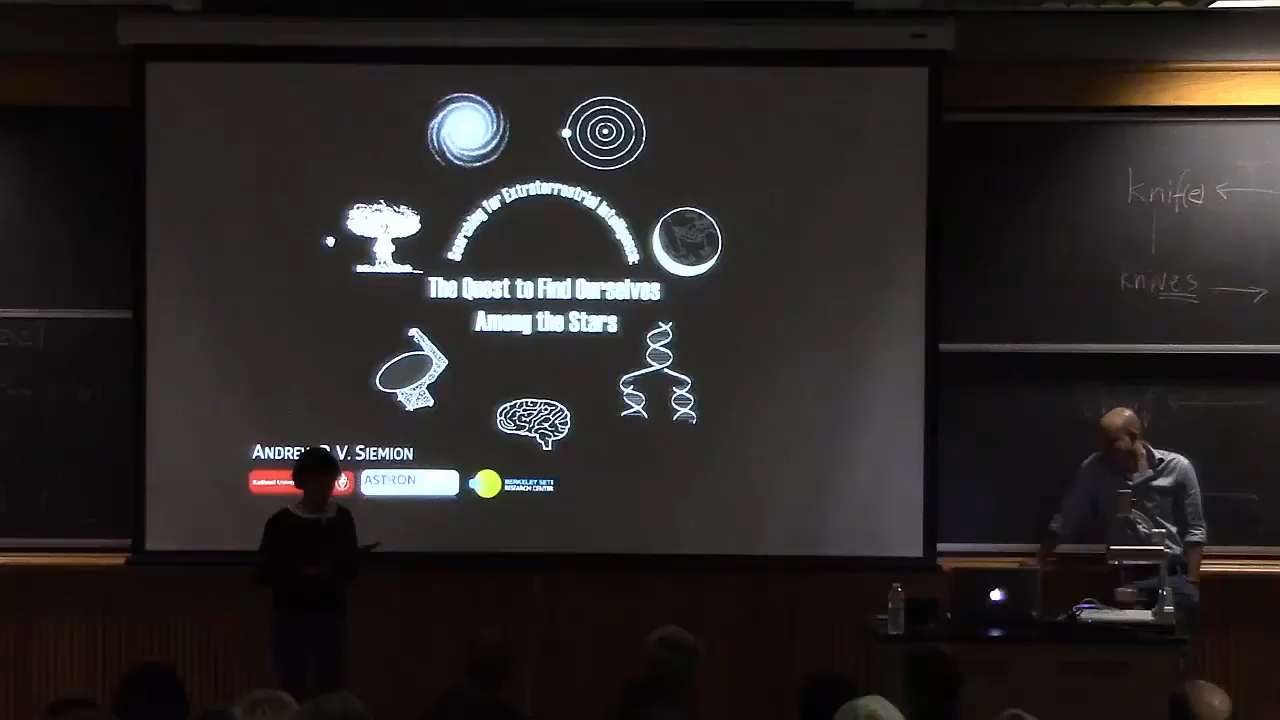 Searching For Extraterrestrial Intelligence
The Quest to Find Ourselves
Among the Stars
V. SIEMION
ASTRON
BERKELEY SETI
RESEARCH CENTER
knife
knives